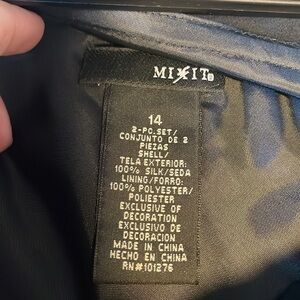 MIXIT®
14
2-PC.SET/
CONJUNTO DE 2
PIEZAS
SHELL/
TELA EXTERIOR:
100% SILK/SEDA
LINING/FORRO:
100% POLYESTER/
POLIESTER
EXCLUSIVE OF
DECORATION
EXCLUSIVO DE
DECORACION
MADE IN CHINA
HECHO EN CHINA
RN#101276